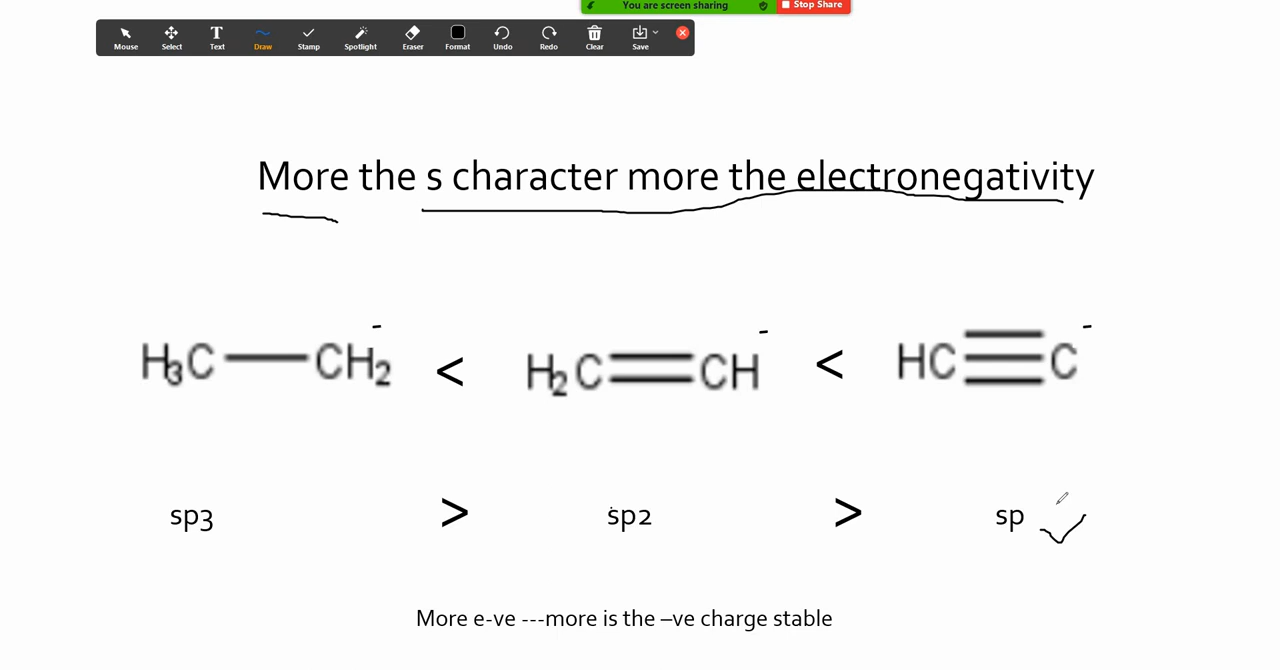 You are screen sharing Stop Share
Mouse Select Text Draw Stamp Spotlight Eraser Format Undo Redo Clear Save
More the s character more the electronegativity
H3C — CH2- < H2C=CH- < HC≡C-
sp3 > sp2 > sp
More e-ve ---more is the –ve charge stable